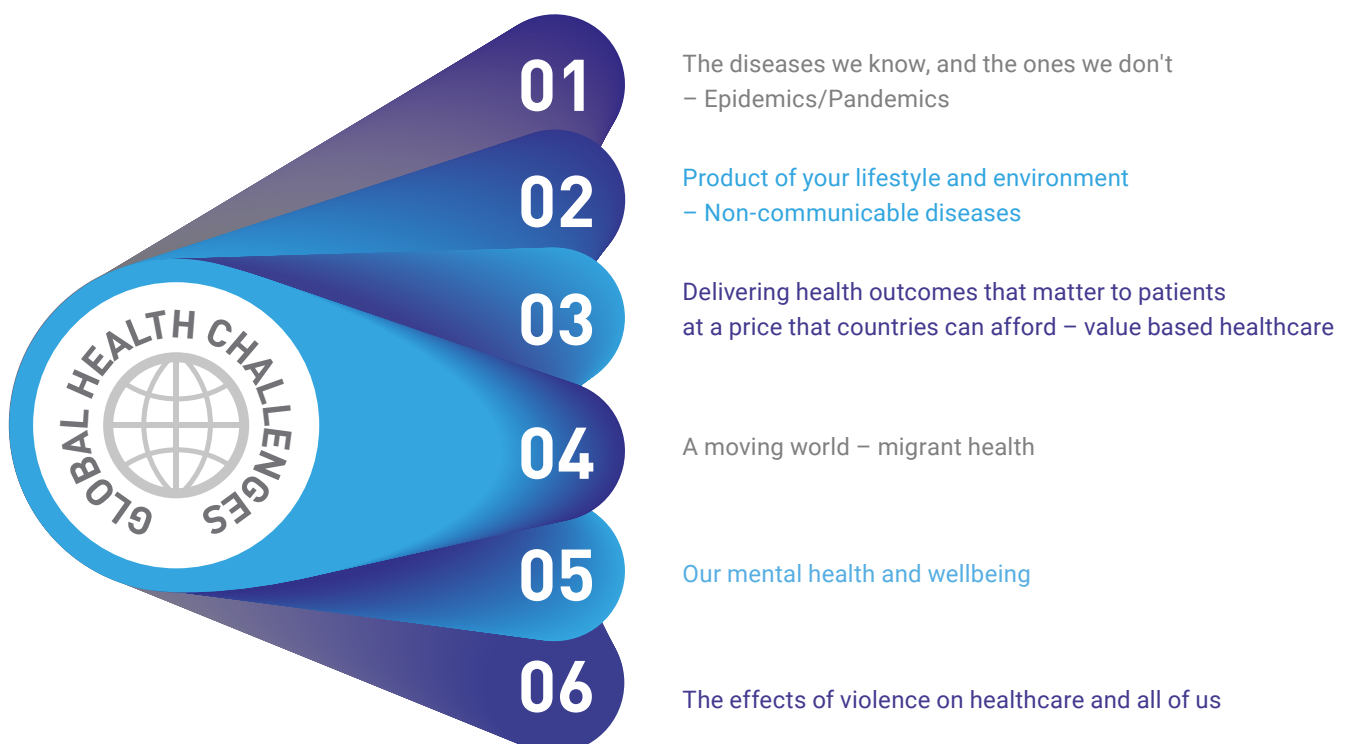 GLOBAL HEALTH CHALLENGES
01
The diseases we know, and the ones we don't
– Epidemics/Pandemics
02
Product of your lifestyle and environment
– Non-communicable diseases
03
Delivering health outcomes that matter to patients
at a price that countries can afford – value based healthcare
04
A moving world – migrant health
05
Our mental health and wellbeing
06
The effects of violence on healthcare and all of us